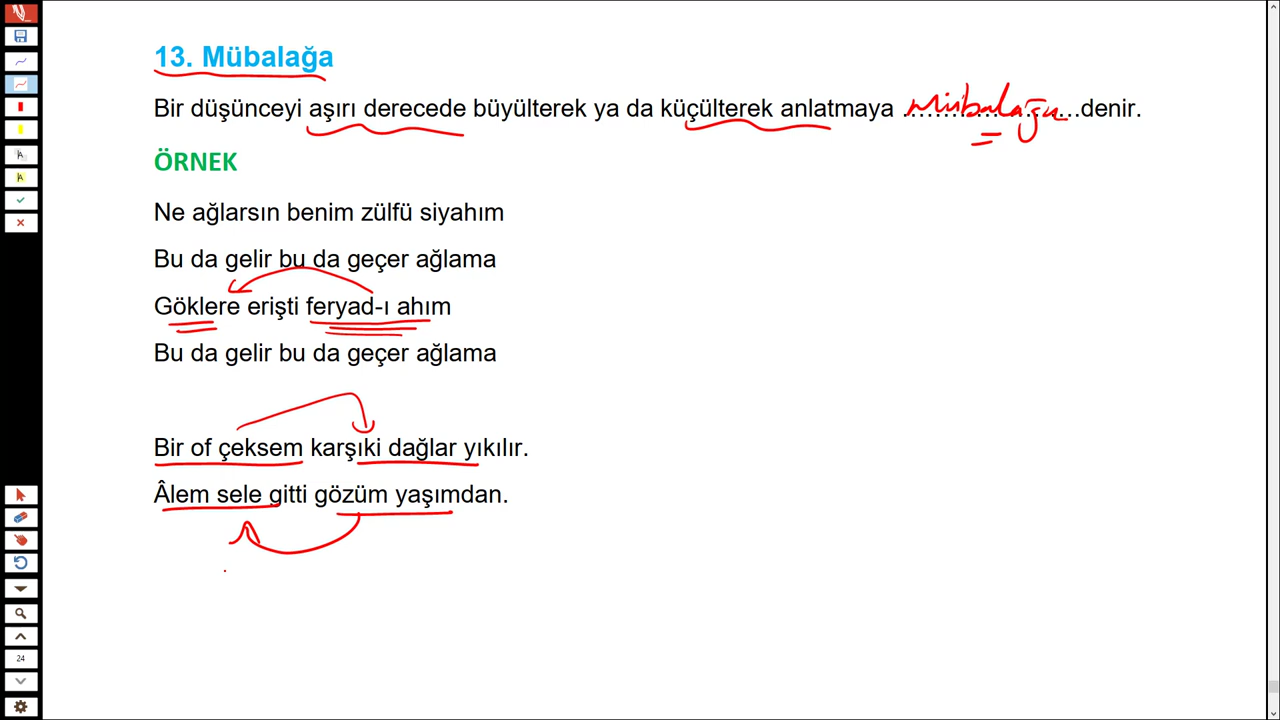 13. Mübalağa
Bir düşünceyi aşırı derecede büyülterek ya da küçülterek anlatmaya ...Mübalağa...denir.
ÖRNEK
Ne ağlarsın benim zülfü siyahım
Bu da gelir bu da geçer ağlama
Göklere erişti feryad-ı ahım
Bu da gelir bu da geçer ağlama
Bir of çeksem karşıki dağlar yıkılır.
Âlem sele gitti gözüm yaşımdan.
A
A
24